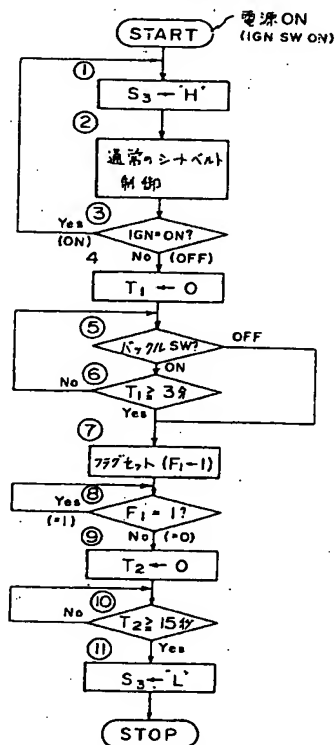 電源ON
START
(IGN SW ON)
①
S₃ ← "H"
②
通常のシートベルト
制御
③
Yes
IGN=ON?
(ON)
No (OFF)
4
T₁ ← 0
⑤
バックルSW?
OFF
ON
⑥
No
T₁ ≧ 3分
Yes
⑦
フラグセット (F₁←1)
⑧
Yes
F₁ = 1?
(=1)
No (=0)
⑨
T₂ ← 0
⑩
No
T₂ ≧ 15秒
Yes
⑪
S₃ ← "L"
STOP